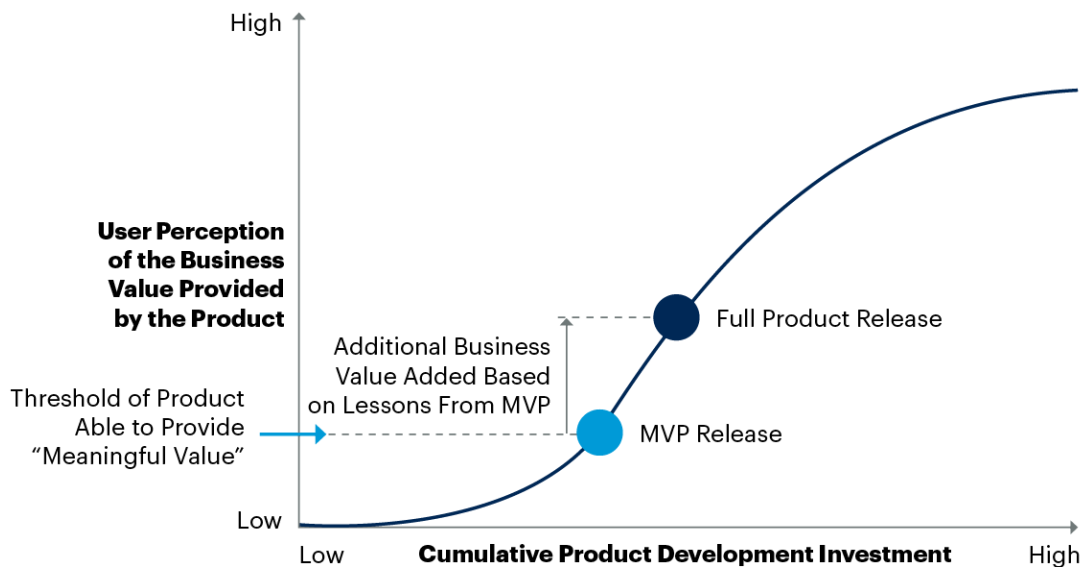 High
User Perception
of the Business
Value Provided
by the Product
Full Product Release
Additional Business
Value Added Based
on Lessons From MVP
Threshold of Product
Able to Provide
“Meaningful Value”
MVP Release
Low
Low
Cumulative Product Development Investment
High